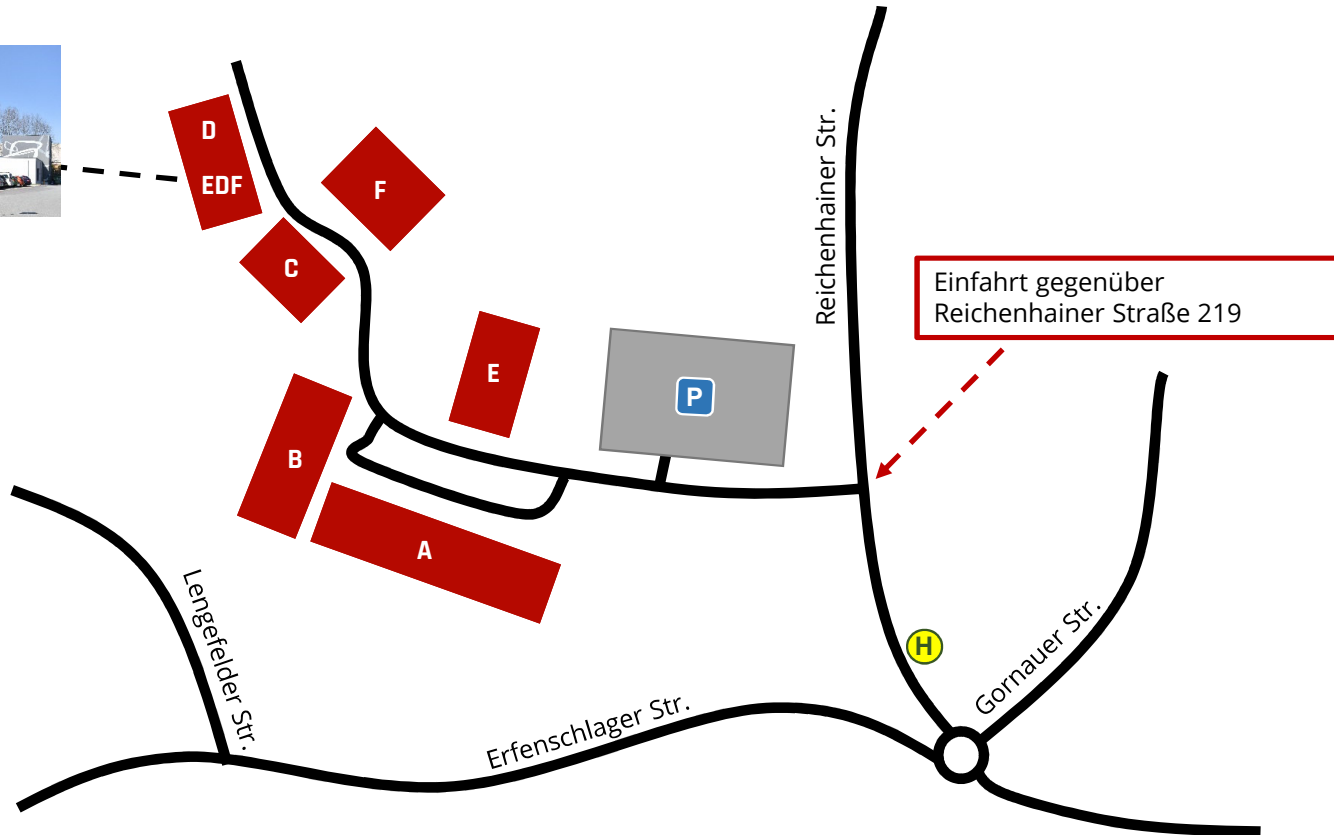 D
EDF
F
C
Reichenhainer Str.
Einfahrt gegenüber
Reichenhainer Straße 219
E
P
B
A
Lengefelder Str.
H
Gornauer Str.
Erfenschlager Str.